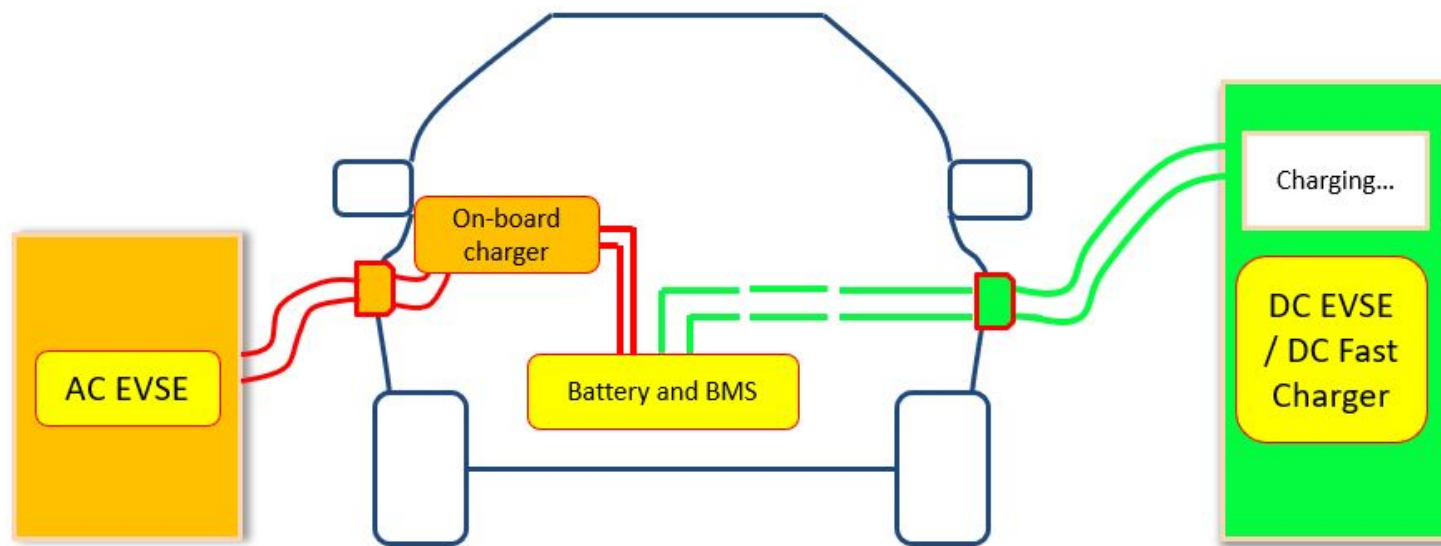 On-board
charger
AC EVSE
Battery and BMS
Charging...
DC EVSE
/ DC Fast
Charger